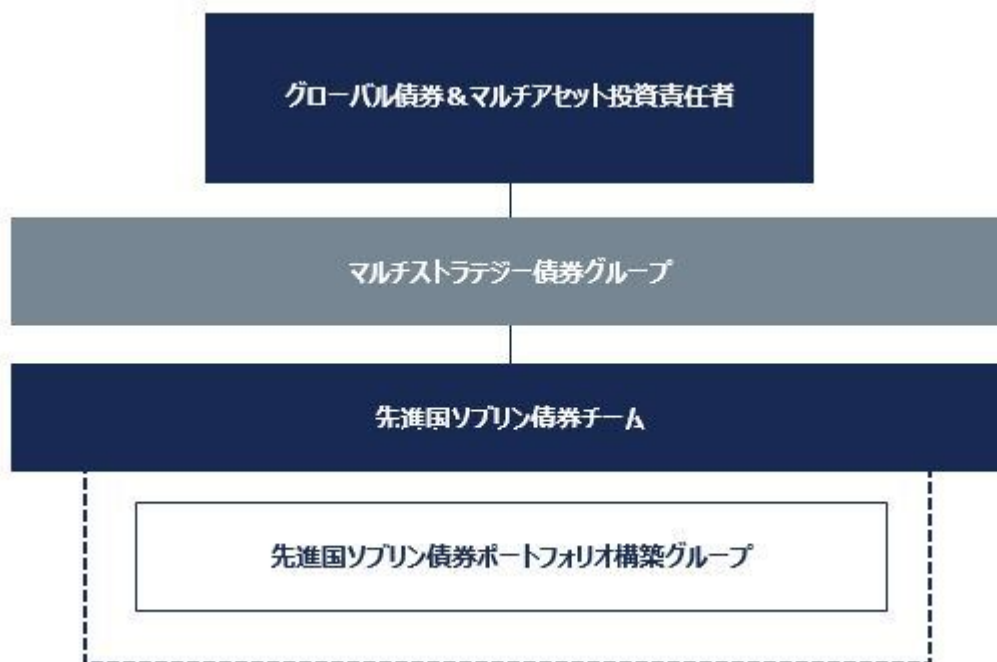 グローバル債券＆マルチアセット投資責任者
マルチストラテジー債券グループ
先進国ソブリン債券チーム
先進国ソブリン債券ポートフォリオ構築グループ